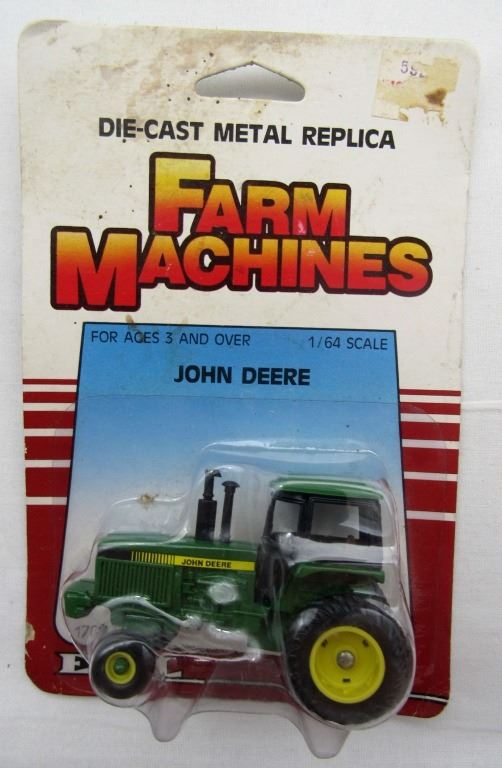 DIE-CAST METAL REPLICA
FARM
MACHINES
FOR AGES 3 AND OVER 1/64 SCALE
JOHN DEERE
JOHN DEERE